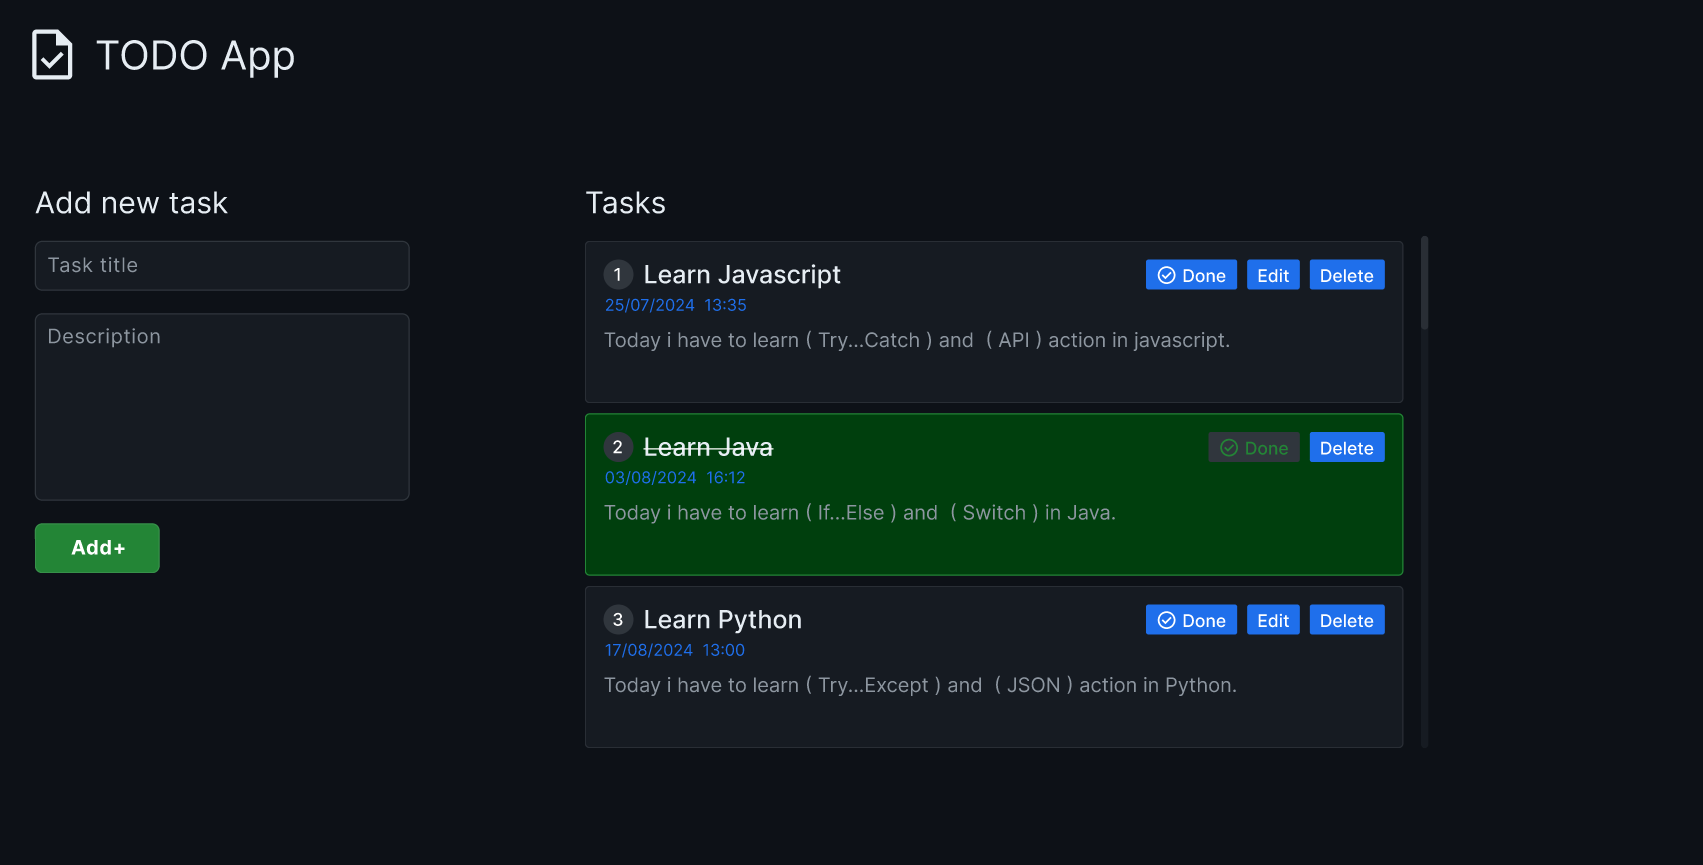 TODO App
Add new task
Task title
Description
Add+
Tasks
1 Learn Javascript Done Edit Delete
25/07/2024 13:35
Today i have to learn ( Try...Catch ) and ( API ) action in javascript.
2 Learn Java Done Delete
03/08/2024 16:12
Today i have to learn ( If...Else ) and ( Switch ) in Java.
3 Learn Python Done Edit Delete
17/08/2024 13:00
Today i have to learn ( Try...Except ) and ( JSON ) action in Python.